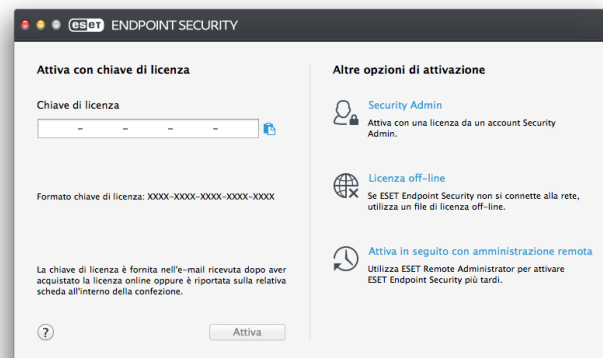 eset ENDPOINT SECURITY
Attiva con chiave di licenza
Chiave di licenza
– – – –
Formato chiave di licenza: XXXX-XXXX-XXXX-XXXX-XXXX
La chiave di licenza è fornita nell'e-mail ricevuta dopo aver
acquistato la licenza online oppure è riportata sulla relativa
scheda all'interno della confezione.
?
Attiva
Altre opzioni di attivazione
Security Admin
Attiva con una licenza da un account Security
Admin.
Licenza off-line
Se ESET Endpoint Security non si connette alla rete,
utilizza un file di licenza off-line.
Attiva in seguito con amministrazione remota
Utilizza ESET Remote Administrator per attivare
ESET Endpoint Security più tardi.